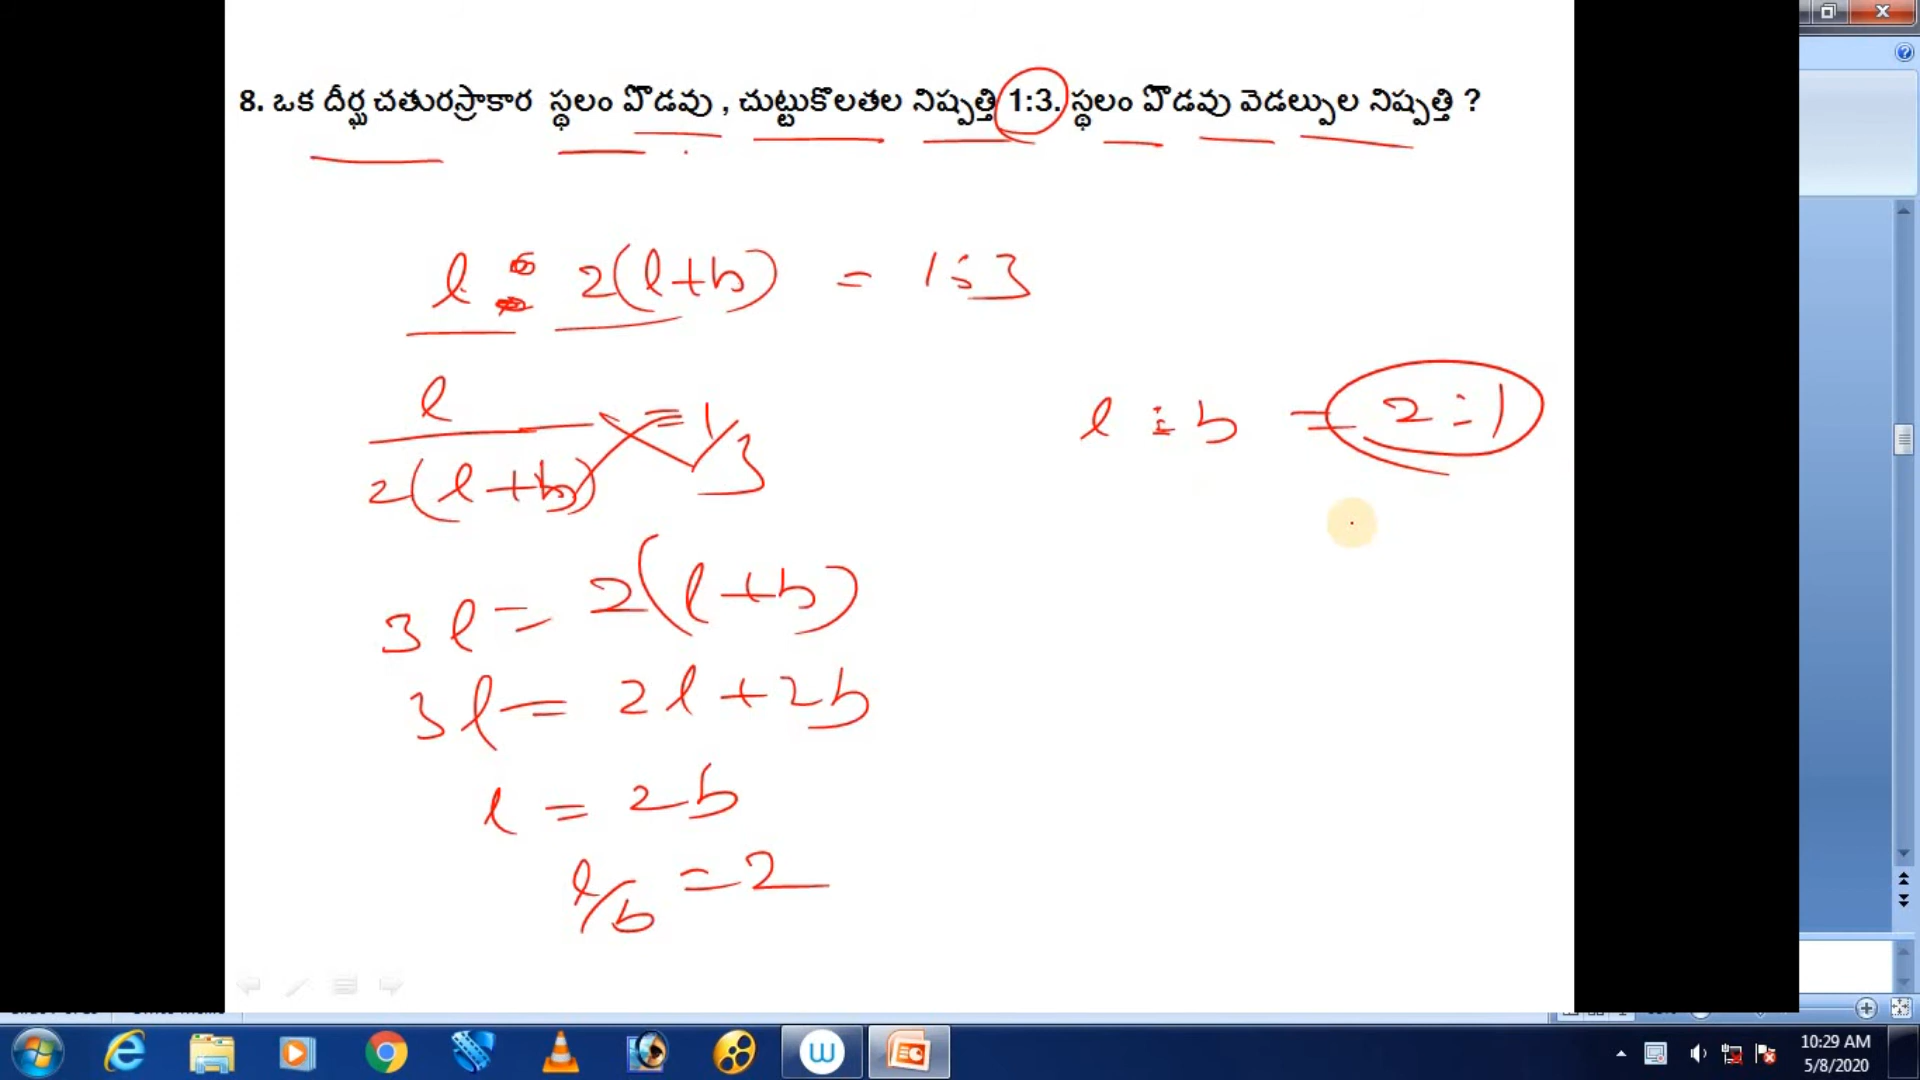 8. ఒక దీర్ఘ చతురస్రాకార స్థలం పొడవు , చుట్టుకొలతల నిష్పత్తి 1:3. స్థలం పొడవు వెడల్పుల నిష్పత్తి ?
l : 2(l+b) = 1:3
l
2(l+b) = 1/3
l : b = 2:1
3l = 2(l+b)
3l = 2l+2b
l = 2b
l/b = 2
10:29 AM
5/8/2020